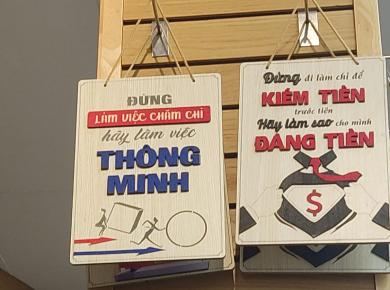 ĐỪNG
LÀM VIỆC CHĂM CHỈ
hãy làm việc
THÔNG
MINH
Đừng đi làm chỉ để
KIẾM TIỀN
trước tiên
Hãy làm sao cho mình
ĐÁNG TIỀN
$